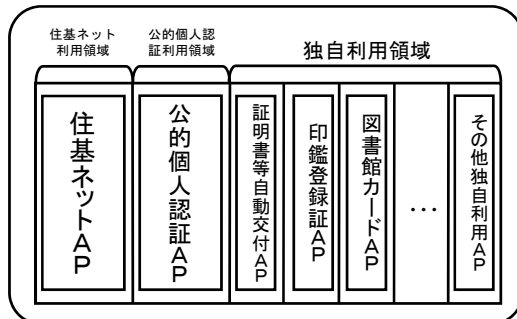 住基ネット
利用領域
公的個人認
証利用領域
独自利用領域
住基ネットAP
公的個人認証AP
証明書等自動交付AP
印鑑登録証AP
図書館カードAP
…
その他独自利用AP